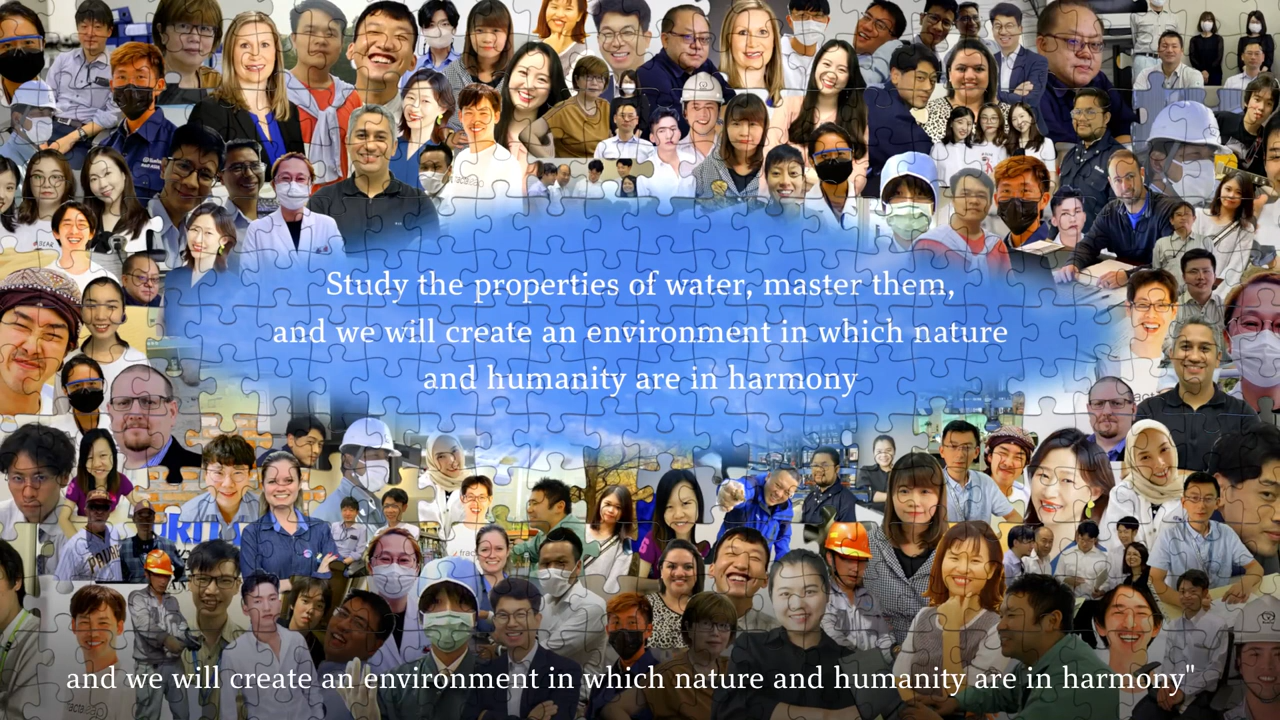 Study the properties of water, master them,
and we will create an environment in which nature
and humanity are in harmony
and we will create an environment in which nature and humanity are in harmony"